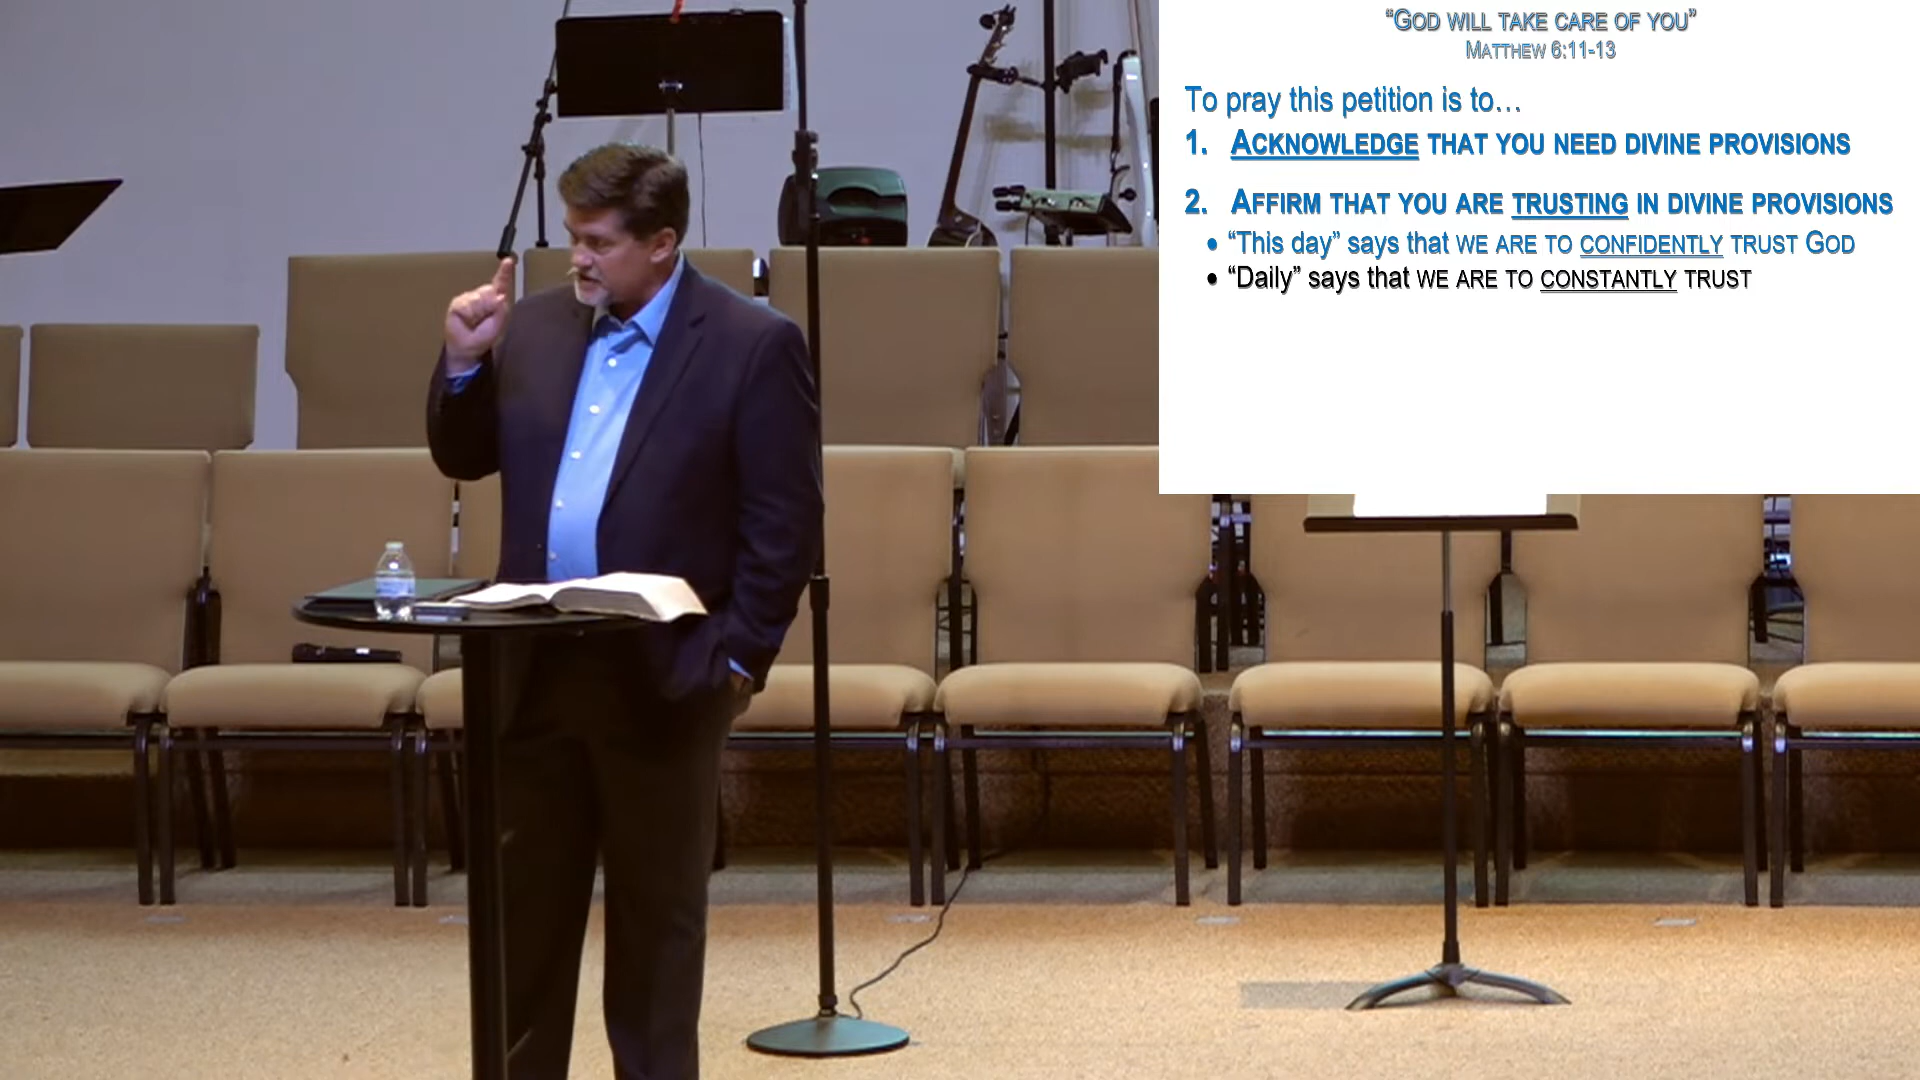 “God will take care of you”
Matthew 6:11-13
To pray this petition is to…
1. Acknowledge that you need divine provisions
2. Affirm that you are trusting in divine provisions
• “This day” says that we are to confidently trust God
• “Daily” says that we are to constantly trust